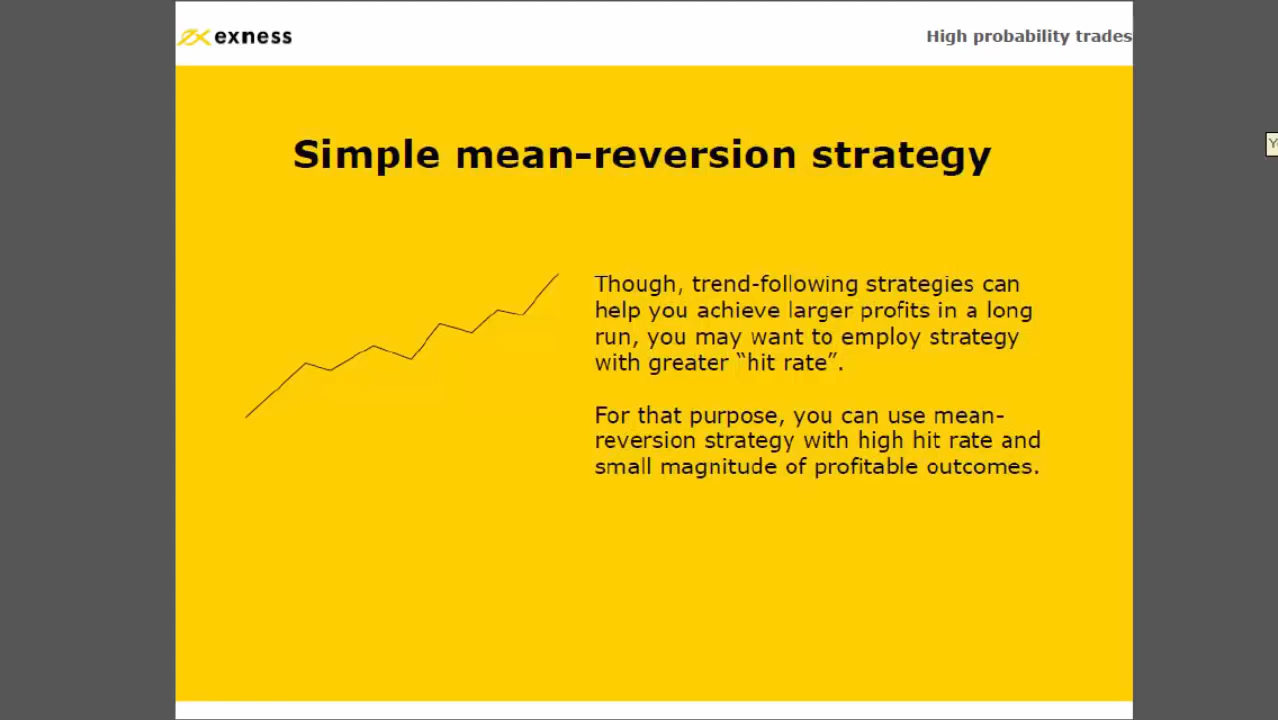 exness
High probability trades
Simple mean-reversion strategy
Though, trend-following strategies can
help you achieve larger profits in a long
run, you may want to employ strategy
with greater “hit rate”.
For that purpose, you can use mean-
reversion strategy with high hit rate and
small magnitude of profitable outcomes.